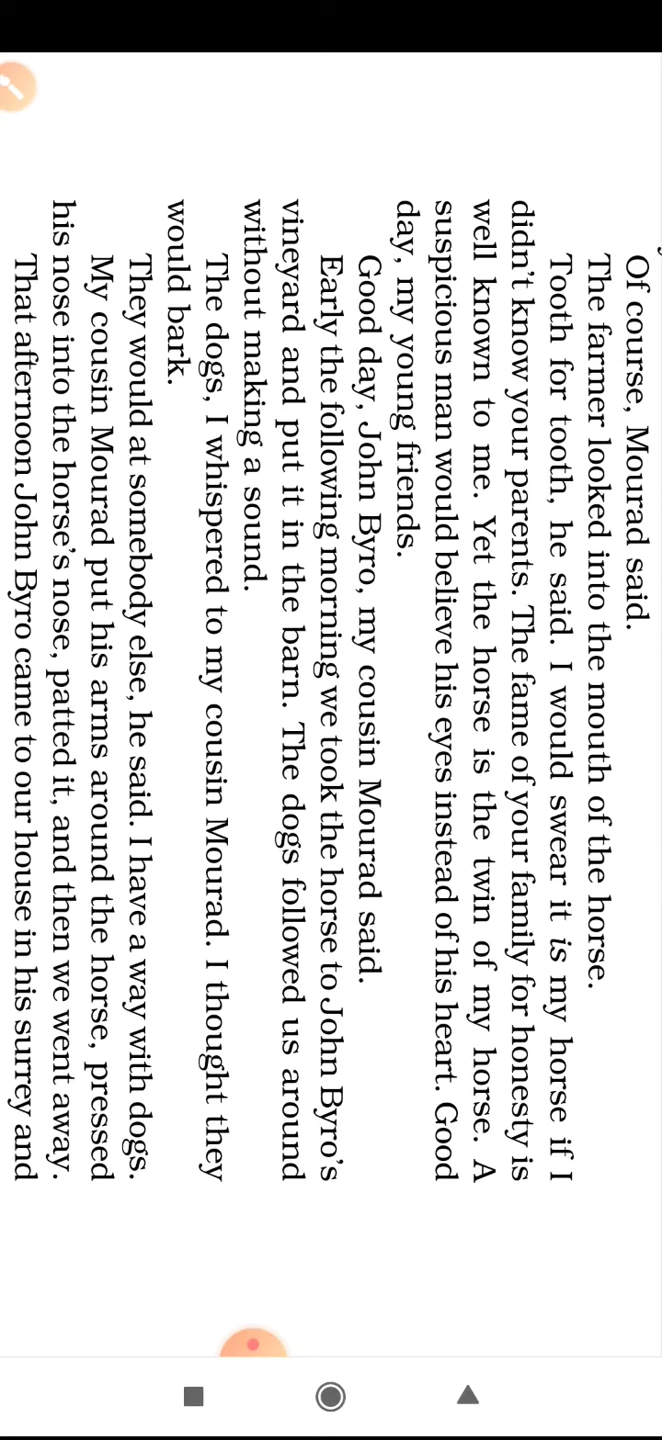 Of course, Mourad said.
The farmer looked into the mouth of the horse.
Tooth for tooth, he said. I would swear it is my horse if I
didn't know your parents. The fame of your family for honesty is
well known to me. Yet the horse is the twin of my horse. A
suspicious man would believe his eyes instead of his heart. Good
day, my young friends.
Good day, John Byro, my cousin Mourad said.
Early the following morning we took the horse to John Byro's
vineyard and put it in the barn. The dogs followed us around
without making a sound.
The dogs, I whispered to my cousin Mourad. I thought they
would bark.
They would at somebody else, he said. I have a way with dogs.
My cousin Mourad put his arms around the horse, pressed
his nose into the horse's nose, patted it, and then we went away.
That afternoon John Byro came to our house in his surrey and